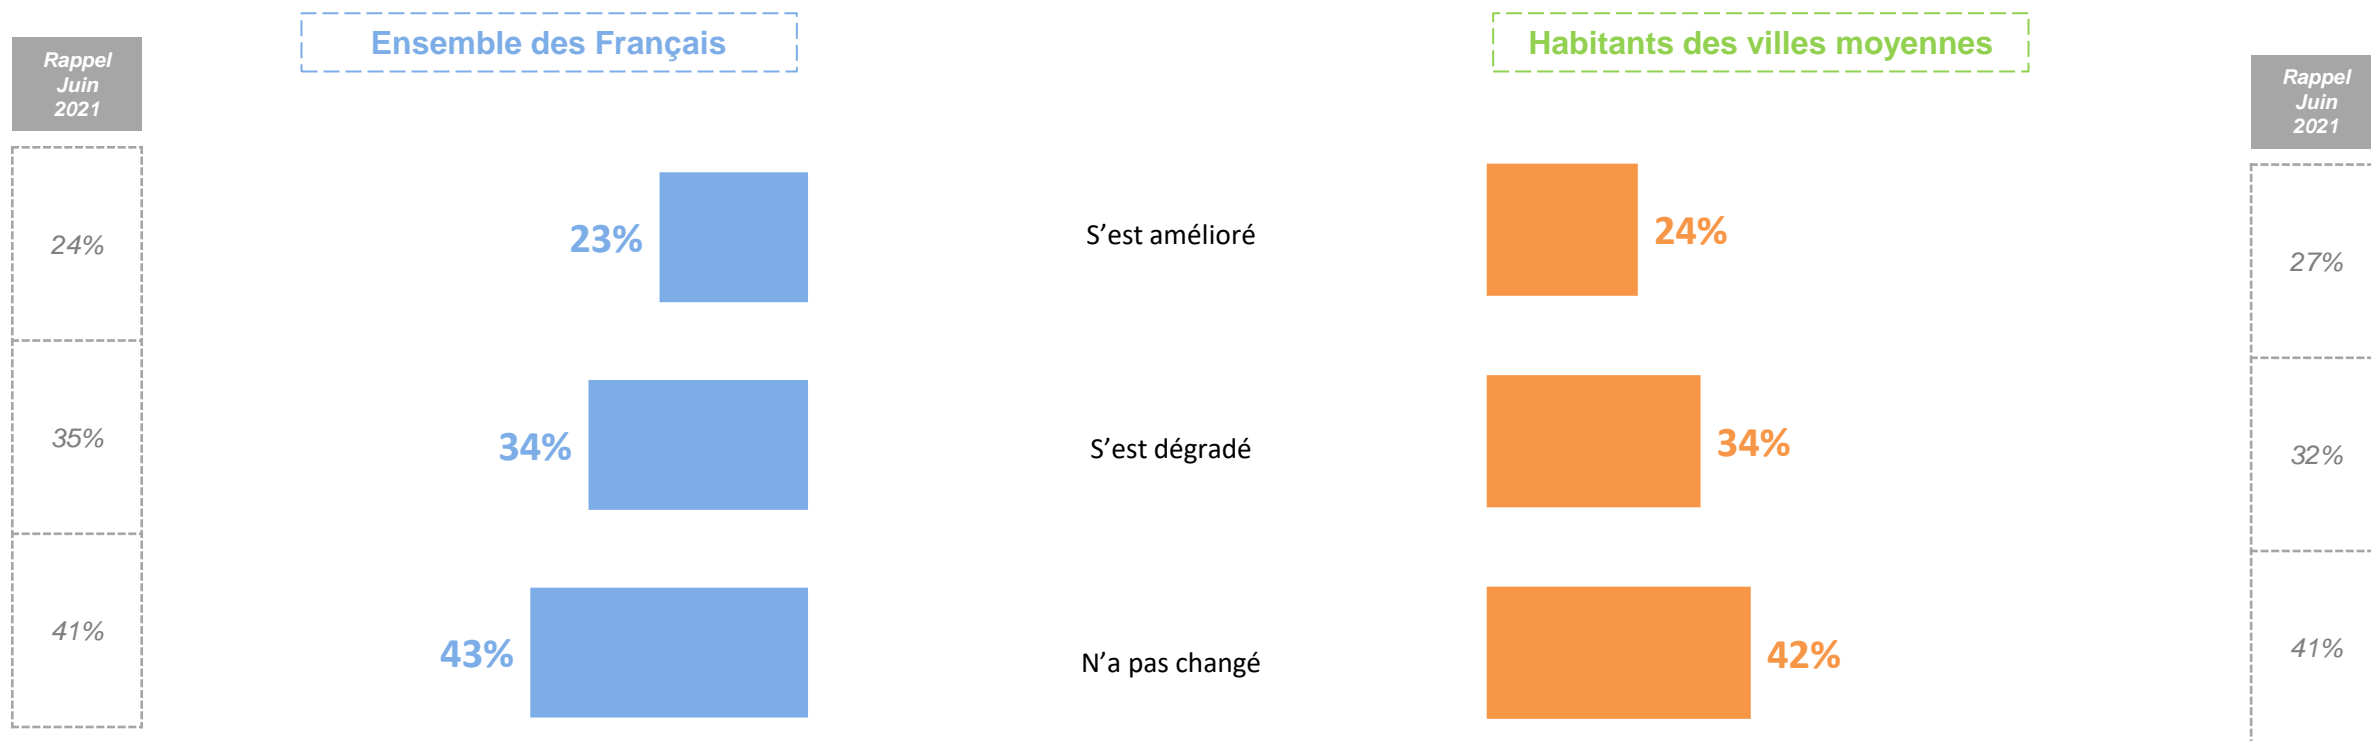 Ensemble des Français
Habitants des villes moyennes
Rappel
Juin
2021
Rappel
Juin
2021
24%
23%
S’est amélioré
24%
27%
35%
34%
S’est dégradé
34%
32%
41%
43%
N’a pas changé
42%
41%